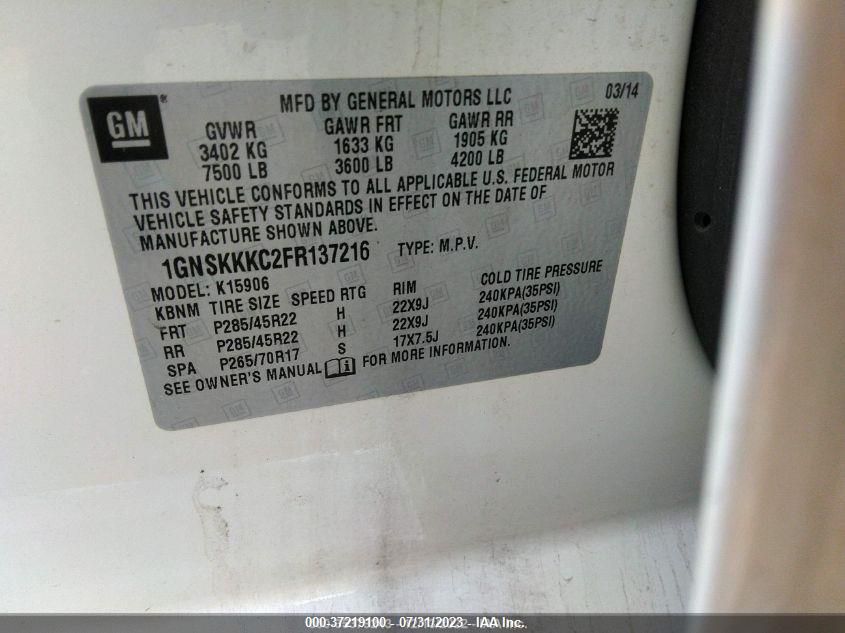 GM
®
MFD BY GENERAL MOTORS LLC 03/14
GVWR GAWR FRT GAWR RR
3402 KG 1633 KG 1905 KG
7500 LB 3600 LB 4200 LB
THIS VEHICLE CONFORMS TO ALL APPLICABLE U.S. FEDERAL MOTOR
VEHICLE SAFETY STANDARDS IN EFFECT ON THE DATE OF
MANUFACTURE SHOWN ABOVE.
1GNSKKKC2FR137216 TYPE: M.P.V.
MODEL: K15906
KBNM TIRE SIZE SPEED RTG RIM COLD TIRE PRESSURE
FRT P285/45R22 H 22X9J 240KPA(35PSI)
RR P285/45R22 H 22X9J 240KPA(35PSI)
SPA P265/70R17 S 17X7.5J 240KPA(35PSI)
SEE OWNER'S MANUAL FOR MORE INFORMATION.
000-37219100 - 07/31/2023 - IAA Inc.